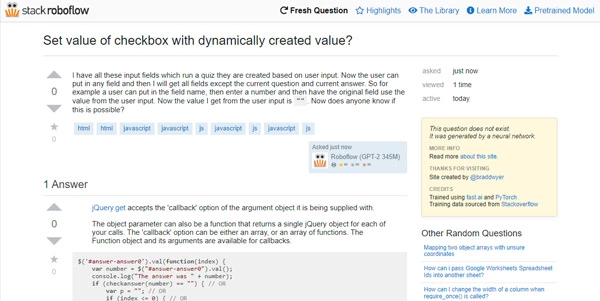 stack roboflow
Fresh Question Highlights The Library Learn More Pretrained Model
Set value of checkbox with dynamically created value?
0
I have all these input fields which run a quiz they are created based on user input. Now the user can
put in any field and then I will get all fields except the current question and current answer. So for
example a user can put in the field name, then enter a number and then have the original field use the
value from the user input. Now the value I get from the user input is "". Now does anyone know if
this is possible?
0
html html javascript javascript js javascript js javascript js
asked just now
viewed 1 time
active today
Asked just now
Roboflow (GPT-2 345M)
This question does not exist.
It was generated by a neural network.
MORE INFO
Read more about this site.
THANKS FOR VISITING
Site created by @braddwyer
CREDITS
Trained using fast.ai and PyTorch
Training data sourced from Stackoverflow
1 Answer
0
jQuery.get accepts the 'callback' option of the argument object it is being supplied with.
The object parameter can also be a function that returns a single jQuery object for each of
your calls. The 'callback' option can be either an array, or an array of functions. The
Function object and its arguments are available for callbacks.
$('#answer-answer0').val(function(index) {
var number = $("#answer-answer0").val();
console.log("The answer was " + number);
if (checkanswer(number) == "") { // OR
var p = ""; // OR
if (index <= 0) { // OR
Other Random Questions
Mapping two object arrays with unsure
coordinates
How can i pass Google Worksheets Spreadsheet
ids into another sheet?
How can I change the width of a column when
require_once() is called?